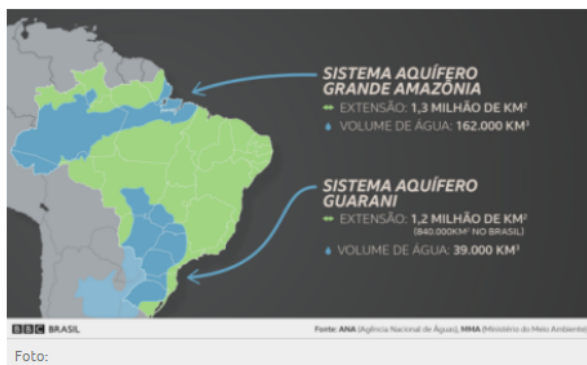 SISTEMA AQUÍFERO
GRANDE AMAZÔNIA
EXTENSÃO: 1,3 MILHÃO DE KM²
VOLUME DE ÁGUA: 162.000 KM³
SISTEMA AQUÍFERO
GUARANI
EXTENSÃO: 1,2 MILHÃO DE KM²
(840.000KM² NO BRASIL)
VOLUME DE ÁGUA: 39.000 KM³
BBC BRASIL
Fonte: ANA (Agência Nacional de Águas), MMA (Ministério do Meio Ambiente)
Foto: